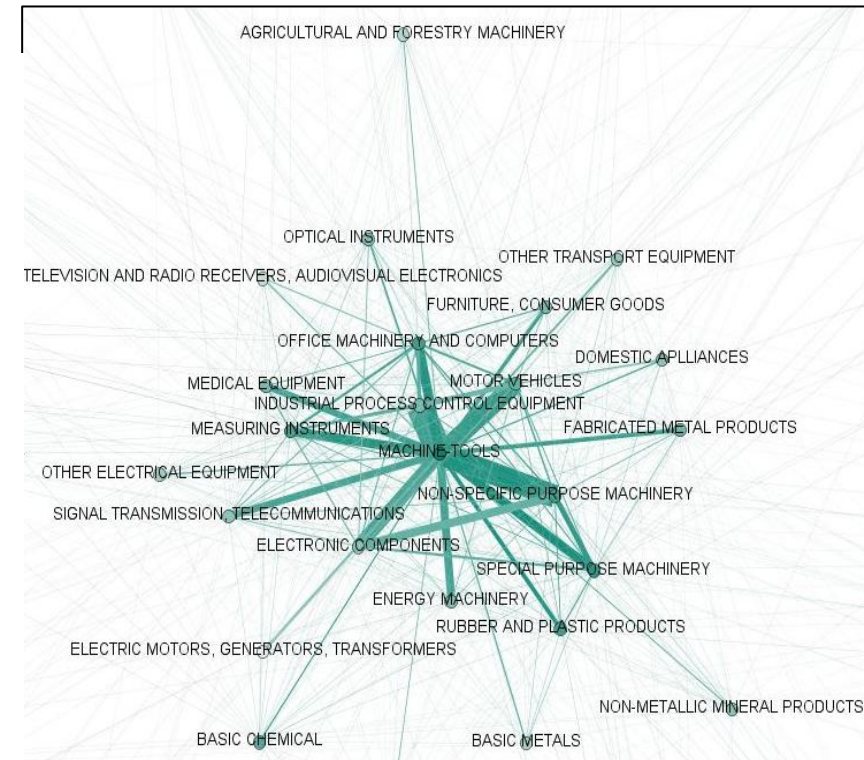 AGRICULTURAL AND FORESTRY MACHINERY
OPTICAL INSTRUMENTS
OTHER TRANSPORT EQUIPMENT
TELEVISION AND RADIO RECEIVERS, AUDIOVISUAL ELECTRONICS
FURNITURE, CONSUMER GOODS
OFFICE MACHINERY AND COMPUTERS
DOMESTIC APLLIANCES
MEDICAL EQUIPMENT
MOTOR VEHICLES
INDUSTRIAL PROCESS CONTROL EQUIPMENT
MEASURING INSTRUMENTS
FABRICATED METAL PRODUCTS
MACHINE-TOOLS
OTHER ELECTRICAL EQUIPMENT
NON-SPECIFIC PURPOSE MACHINERY
SIGNAL TRANSMISSION, TELECOMMUNICATIONS
ELECTRONIC COMPONENTS
SPECIAL PURPOSE MACHINERY
ENERGY MACHINERY
RUBBER AND PLASTIC PRODUCTS
ELECTRIC MOTORS, GENERATORS, TRANSFORMERS
NON-METALLIC MINERAL PRODUCTS
BASIC CHEMICAL
BASIC METALS